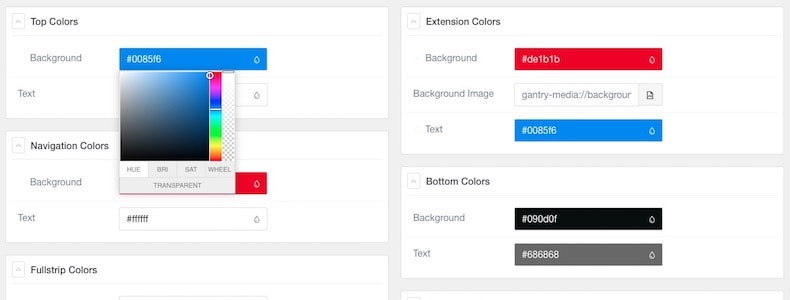 Top Colors
Background
#0085f6
Text
HUE
BRI
SAT
WHEEL
TRANSPARENT
Navigation Colors
Background
Text
#ffffff
Fullstrip Colors
Extension Colors
Background
#de1b1b
Background Image
gantry-media://backgrour
Text
#0085f6
Bottom Colors
Background
#090d0f
Text
#686868